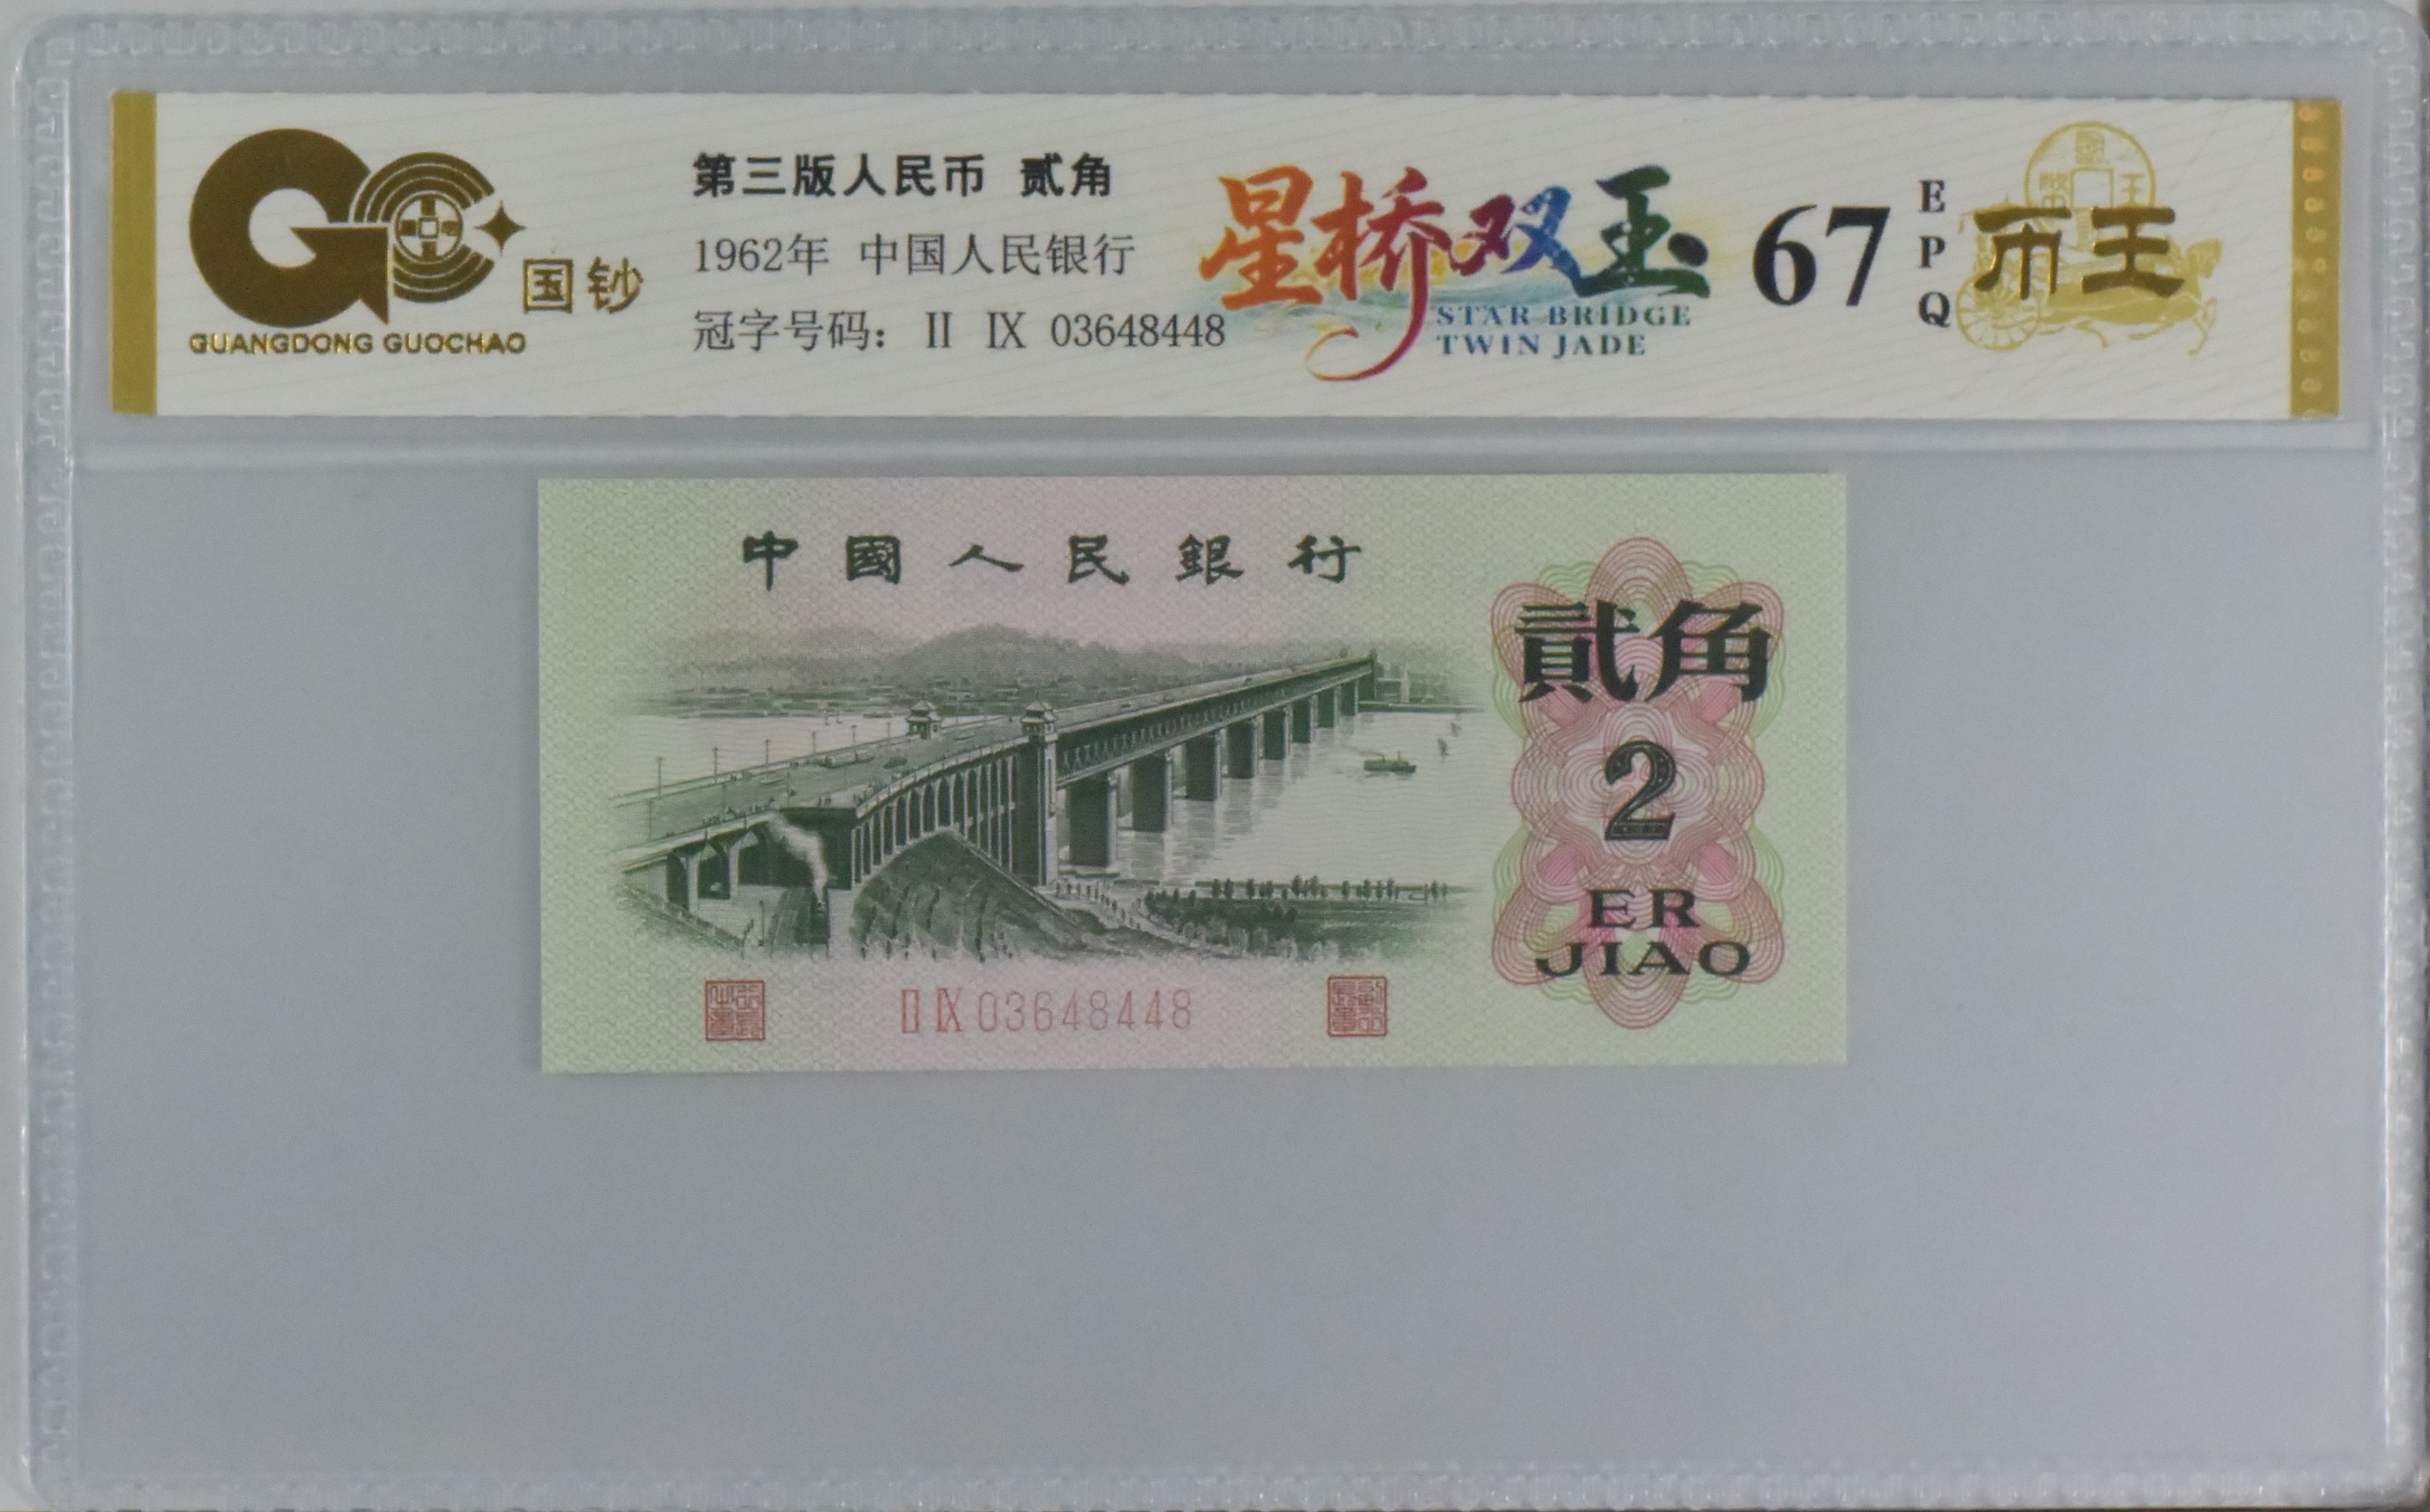 国钞
GUANGDONG GUOCHAO
第三版人民币 贰角
1962年 中国人民银行
冠字号码： II IX 03648448
星桥双玉
STAR BRIDGE
TWIN JADE
67
E
P
Q
币王
中國人民銀行
貳角
2
ER
JIAO
II IX 03648448